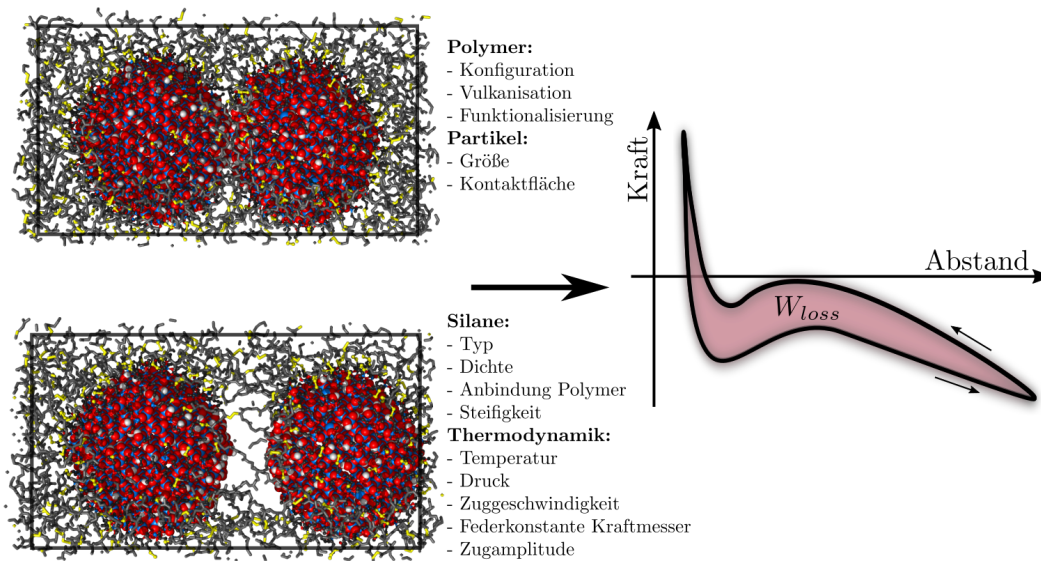 Polymer:
- Konfiguration
- Vulkanisation
- Funktionalisierung
Partikel:
- Größe
- Kontaktfläche
Silane:
- Typ
- Dichte
- Anbindung Polymer
- Steifigkeit
Thermodynamik:
- Temperatur
- Druck
- Zuggeschwindigkeit
- Federkonstante Kraftmesser
- Zugamplitude
Kraft
Abstand
W_loss